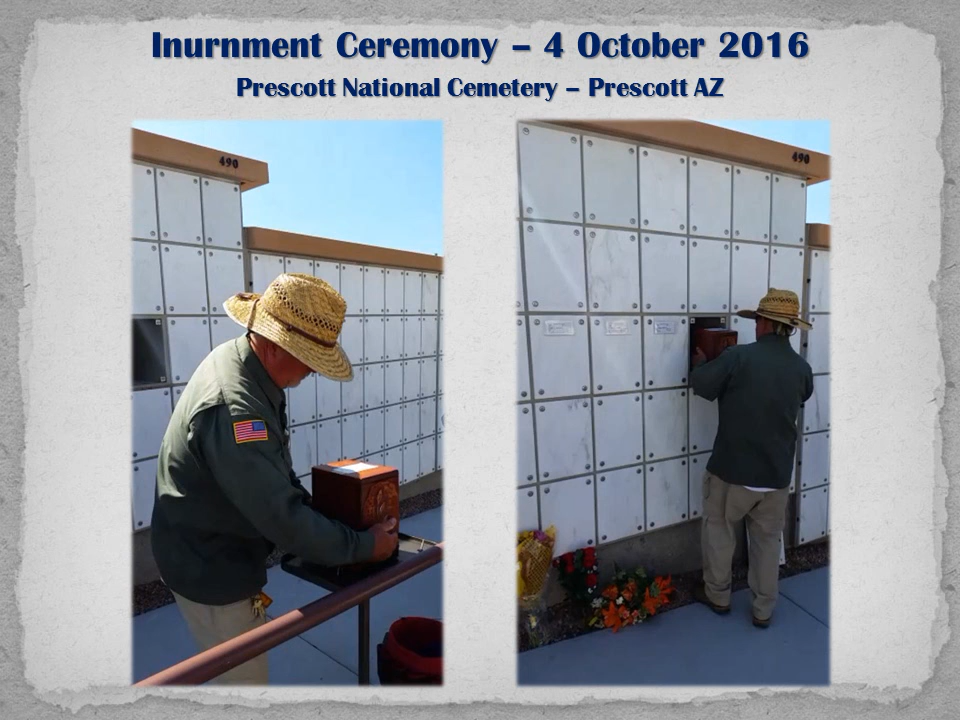 Inurnment Ceremony – 4 October 2016
Prescott National Cemetery – Prescott AZ
490
490